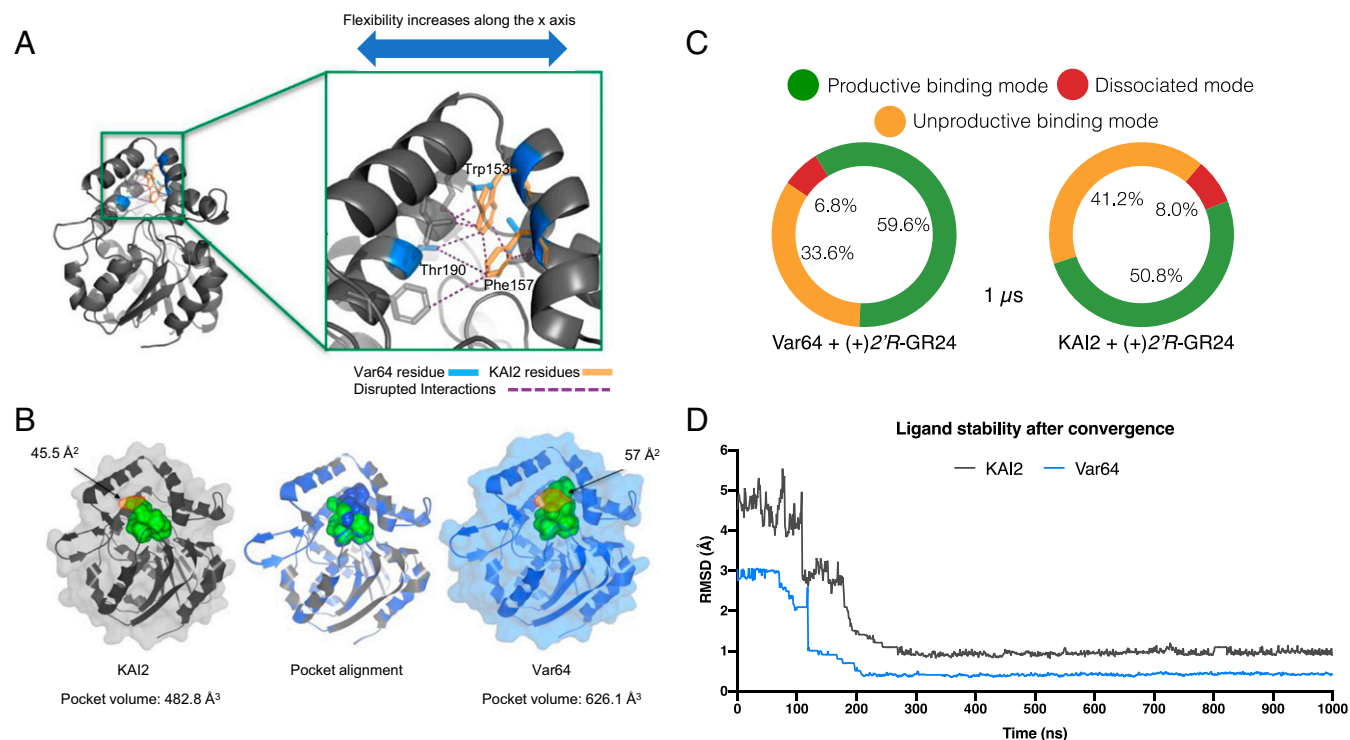 A
Flexibility increases along the x axis
Trp153
Thr190
Phe157
Var64 residue KAI2 residues
Disrupted Interactions
B
45.5 Å²
57 Å²
KAI2
Pocket alignment
Var64
Pocket volume: 482.8 Å³
Pocket volume: 626.1 Å³
C
Productive binding mode Dissociated mode
Unproductive binding mode
6.8%
59.6%
33.6%
41.2%
8.0%
50.8%
1 µs
Var64 + (+)2'R-GR24
KAI2 + (+)2'R-GR24
D
Ligand stability after convergence
KAI2 Var64
RMSD (Å)
6
5
4
3
2
1
0
0 100 200 300 400 500 600 700 800 900 1000
Time (ns)